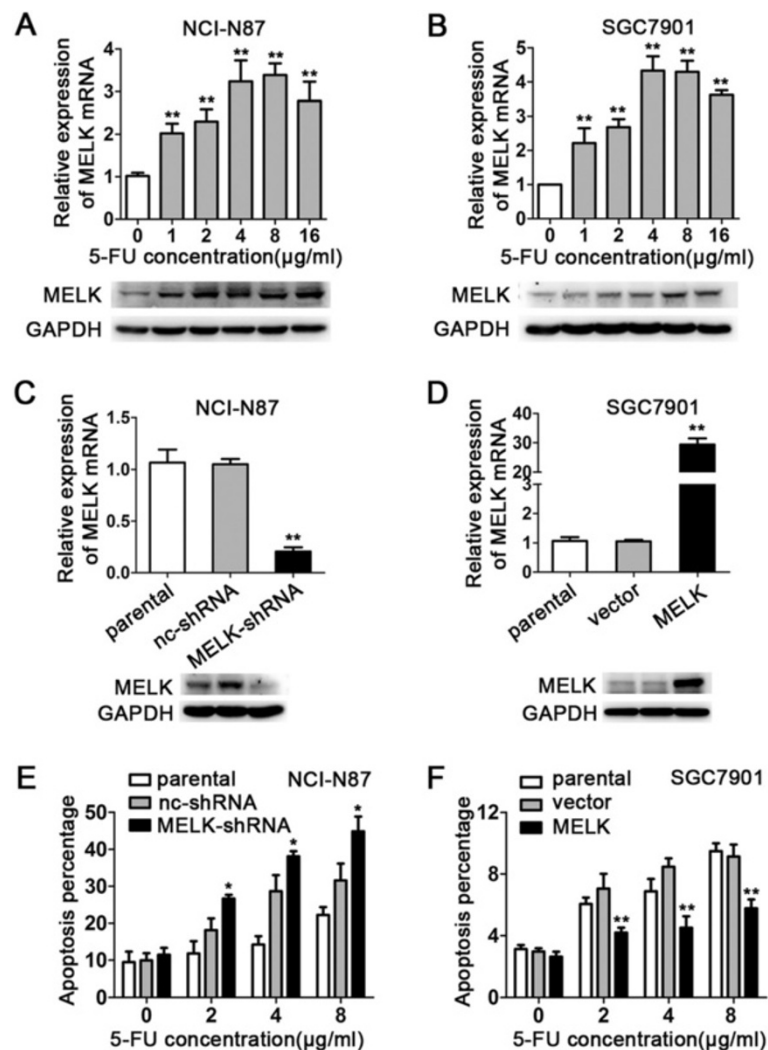 A
NCI-N87
Relative expression
of MELK mRNA
5
4
3
2
1
0
** ** ** ** **
0 1 2 4 8 16
5-FU concentration(μg/ml)
MELK
GAPDH
B
SGC7901
Relative expression
of MELK mRNA
6
5
4
3
2
1
0
** ** ** ** **
0 1 2 4 8 16
5-FU concentration(μg/ml)
MELK
GAPDH
C
NCI-N87
Relative expression
of MELK mRNA
1.5
1.0
0.5
0.0
**
parental
nc-shRNA
MELK-shRNA
MELK
GAPDH
D
SGC7901
Relative expression
of MELK mRNA
40
30
20
10
3
2
1
0
**
parental
vector
MELK
MELK
GAPDH
E
parental
nc-shRNA
MELK-shRNA
NCI-N87
Apoptosis percentage
50
40
30
20
10
0
* * *
0 2 4 8
5-FU concentration(μg/ml)
F
parental
vector
MELK
SGC7901
Apoptosis percentage
12
8
4
0
** ** **
0 2 4 8
5-FU concentration(μg/ml)